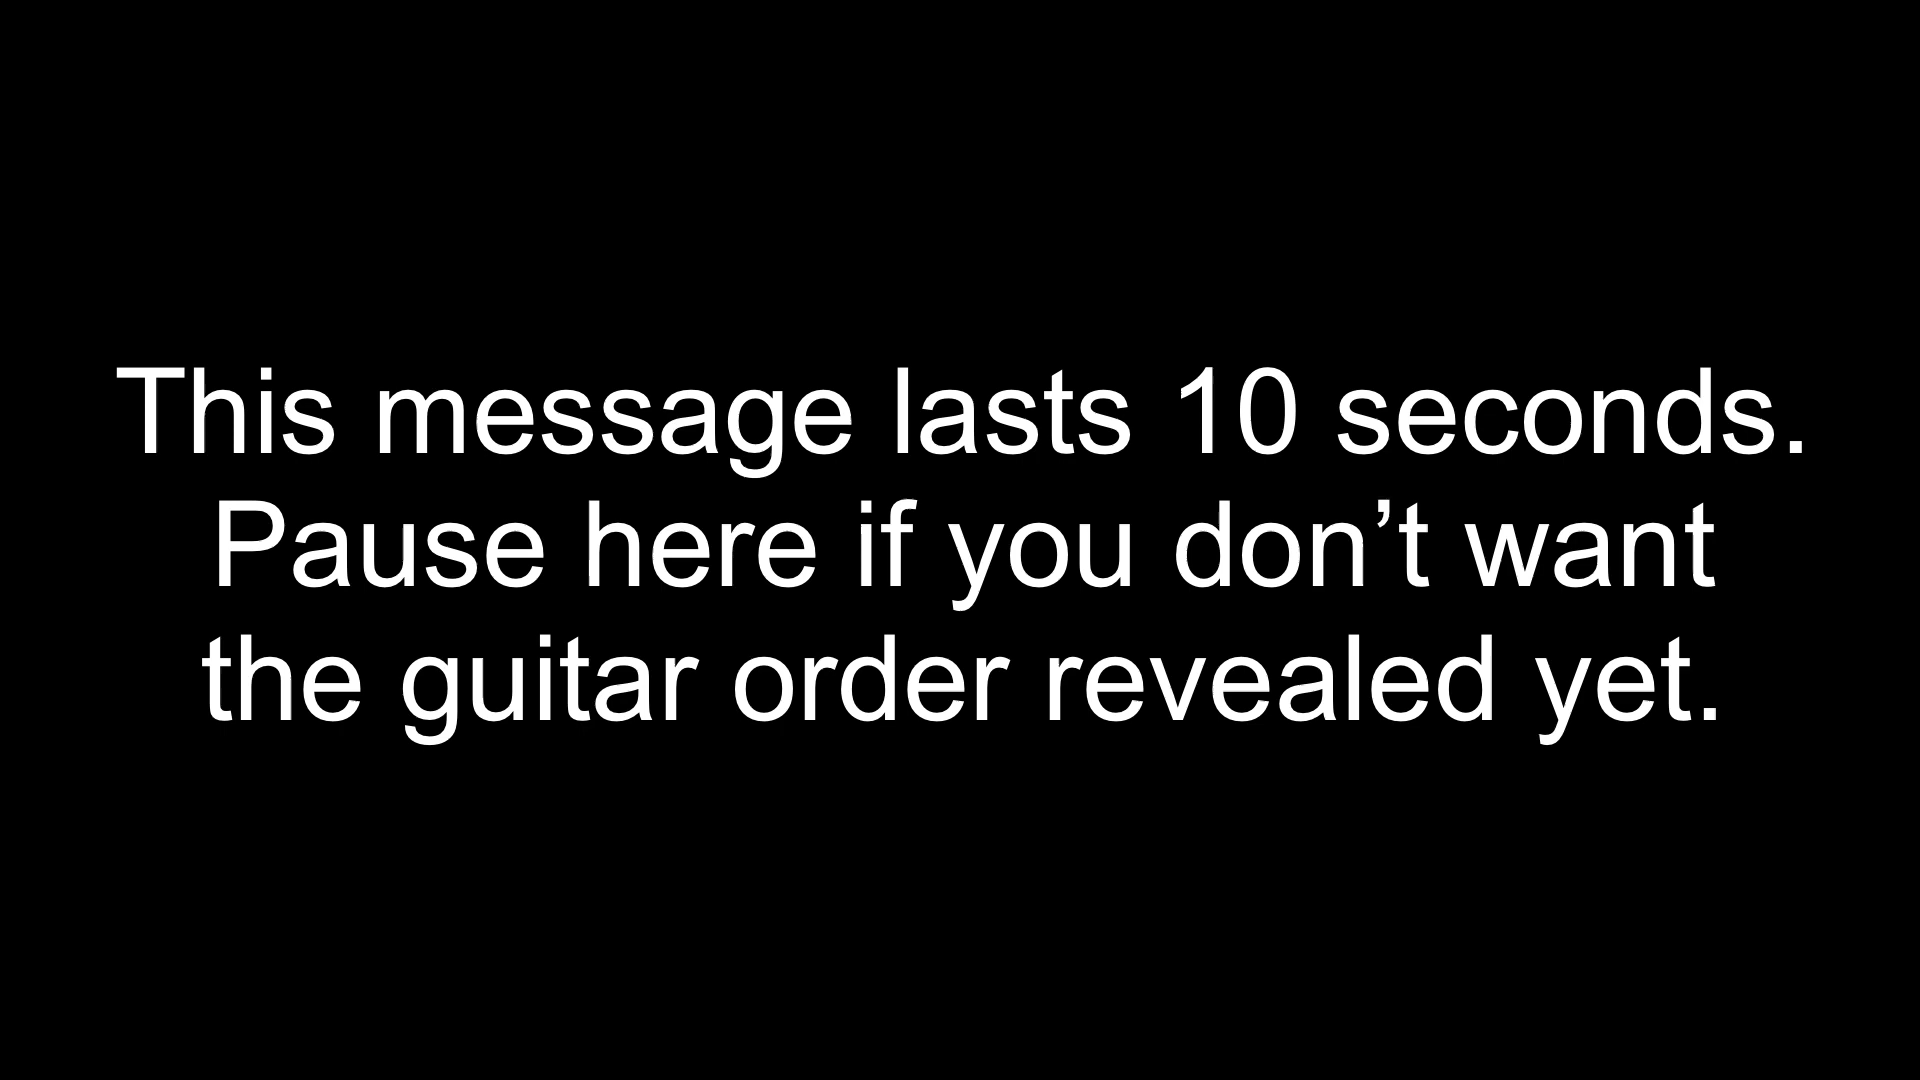 This message lasts 10 seconds.
Pause here if you don’t want
the guitar order revealed yet.